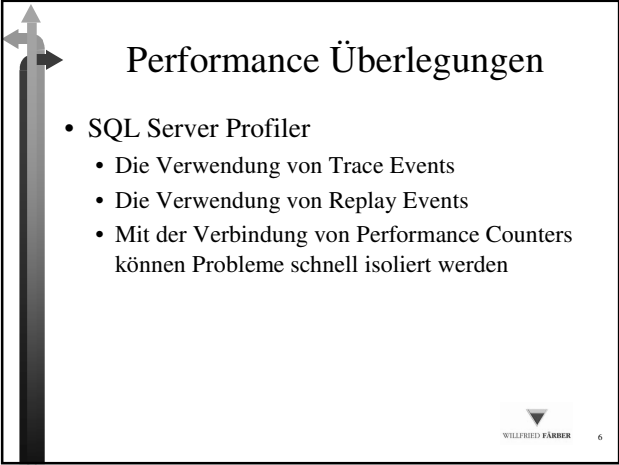 Performance Überlegungen
• SQL Server Profiler
• Die Verwendung von Trace Events
• Die Verwendung von Replay Events
• Mit der Verbindung von Performance Counters
können Probleme schnell isoliert werden
WILLFRIED FÄRBER
6